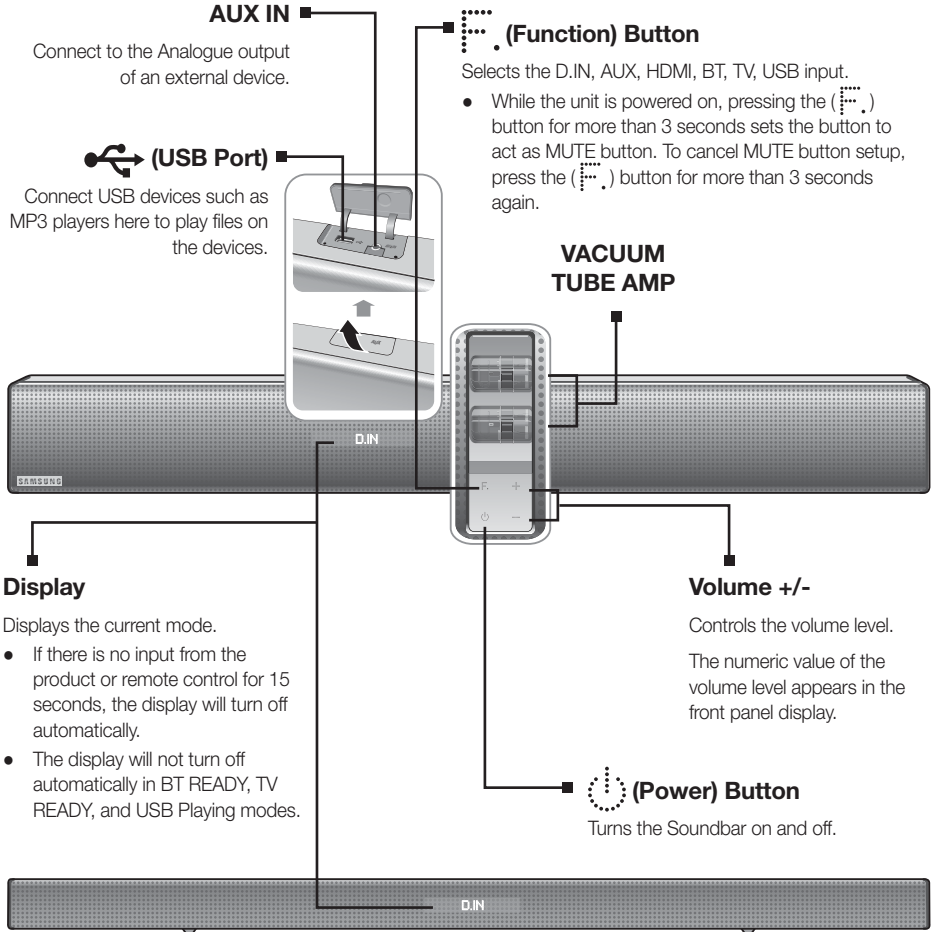 AUX IN
Connect to the Analogue output
of an external device.
(USB Port)
Connect USB devices such as
MP3 players here to play files on
the devices.
F. (Function) Button
Selects the D.IN, AUX, HDMI, BT, TV, USB input.
● While the unit is powered on, pressing the ( F. )
button for more than 3 seconds sets the button to
act as MUTE button. To cancel MUTE button setup,
press the ( F. ) button for more than 3 seconds
again.
VACUUM
TUBE AMP
D.IN
SAMSUNG
F. +
–
Display
Displays the current mode.
● If there is no input from the
product or remote control for 15
seconds, the display will turn off
automatically.
● The display will not turn off
automatically in BT READY, TV
READY, and USB Playing modes.
Volume +/-
Controls the volume level.
The numeric value of the
volume level appears in the
front panel display.
(Power) Button
Turns the Soundbar on and off.
D.IN